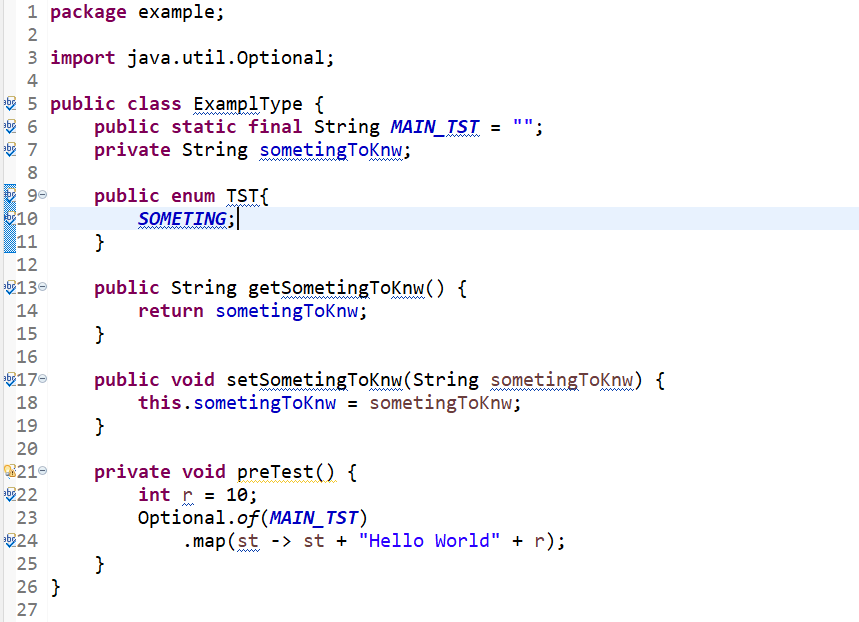 1 package example;
2
3 import java.util.Optional;
4
5 public class ExamplType {
6     public static final String MAIN_TST = "";
7     private String sometingToKnw;
8
9     public enum TST{
10         SOMETING;
11     }
12
13     public String getSometingToKnw() {
14         return sometingToKnw;
15     }
16
17     public void setSometingToKnw(String sometingToKnw) {
18         this.sometingToKnw = sometingToKnw;
19     }
20
21     private void preTest() {
22         int r = 10;
23         Optional.of(MAIN_TST)
24             .map(st -> st + "Hello World" + r);
25     }
26 }
27